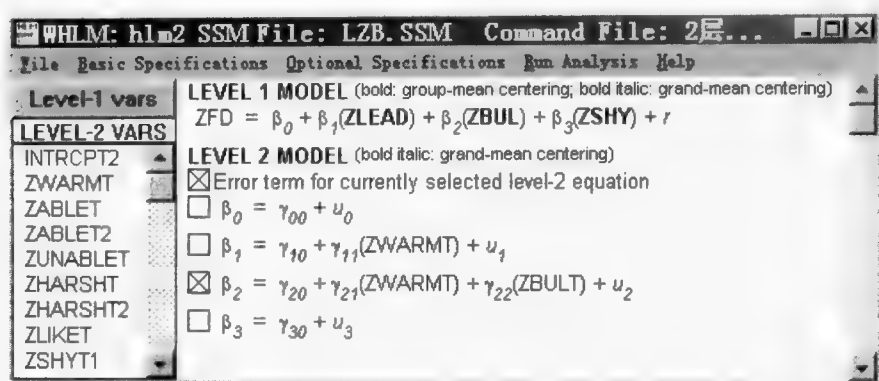 WHLM: hlm2 SSM File: LZB.SSM Command File: 2层...
File Basic Specifications Optional Specifications Run Analysis Help
Level-1 vars
LEVEL-2 VARS
INTRCPT2
ZWARMT
ZABLET
ZABLET2
ZUNABLET
ZHARSHT
ZHARSHT2
ZLIKET
ZSHYT1
LEVEL 1 MODEL (bold: group-mean centering; bold italic: grand-mean centering)
ZFD = β0 + β1(ZLEAD) + β2(ZBUL) + β3(ZSHY) + r
LEVEL 2 MODEL (bold italic: grand-mean centering)
Error term for currently selected level-2 equation
β0 = γ00 + u0
β1 = γ10 + γ11(ZWARMT) + u1
β2 = γ20 + γ21(ZWARMT) + γ22(ZBULT) + u2
β3 = γ30 + u3